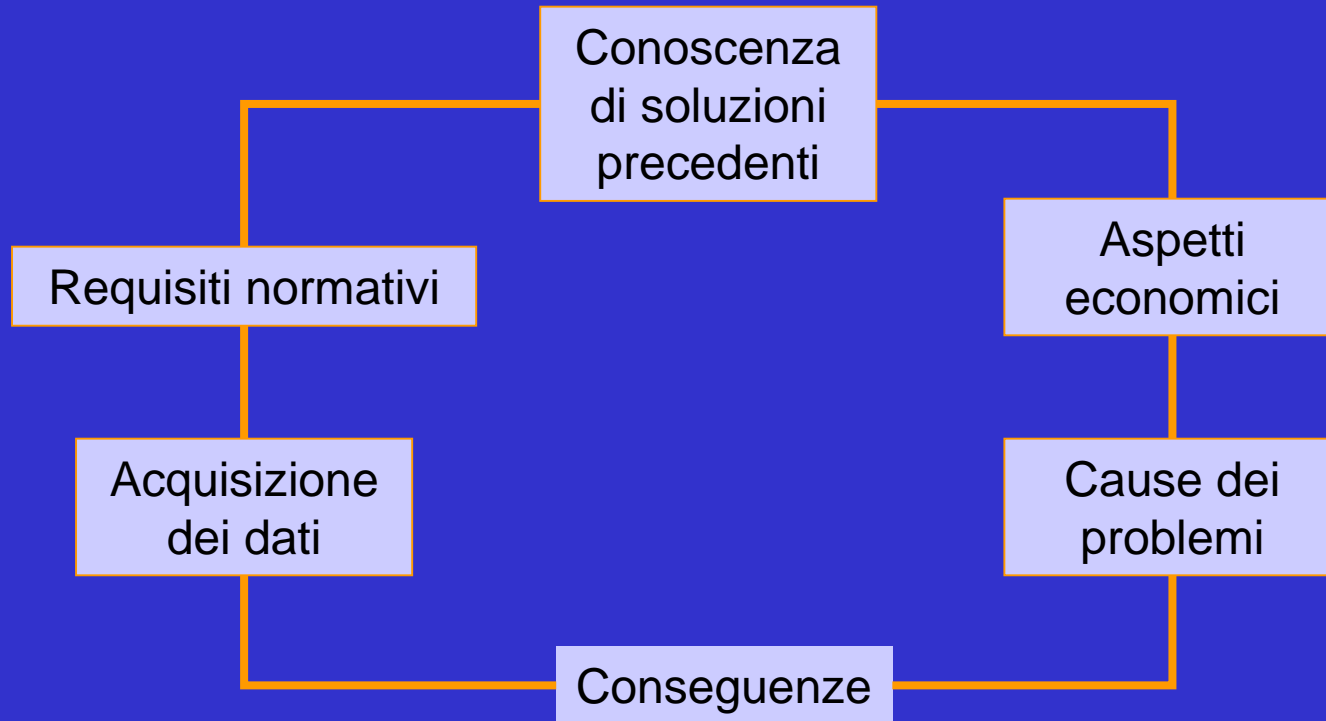 Conoscenza
di soluzioni
precedenti
Requisiti normativi
Aspetti
economici
Acquisizione
dei dati
Cause dei
problemi
Conseguenze